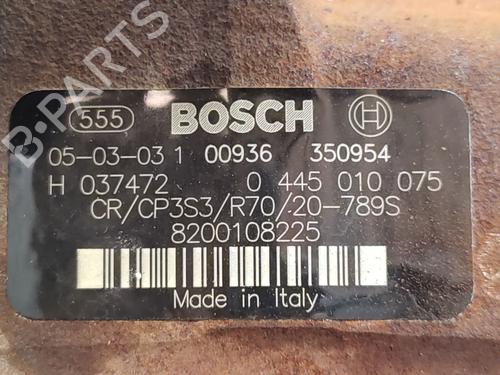 555 BOSCH
05-03-03 1 00936 350954
H 037472 0 445 010 075
CR/CP3S3/R70/20-789S
8200108225
Made in Italy
B-PARTS